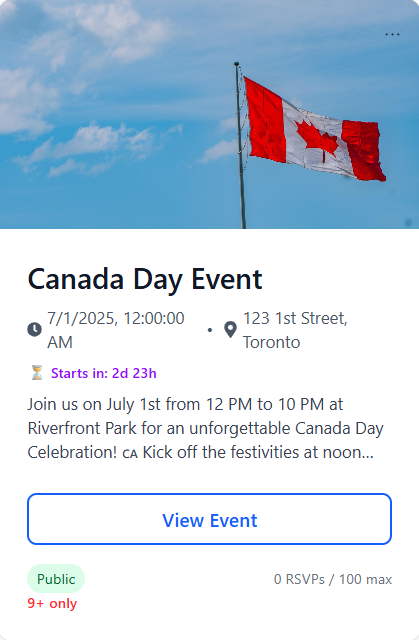 Canada Day Event
7/1/2025, 12:00:00
AM
•
123 1st Street,
Toronto
Starts in: 2d 23h
Join us on July 1st from 12 PM to 10 PM at
Riverfront Park for an unforgettable Canada Day
Celebration! ᴄᴀ Kick off the festivities at noon...
View Event
Public
0 RSVPs / 100 max
9+ only